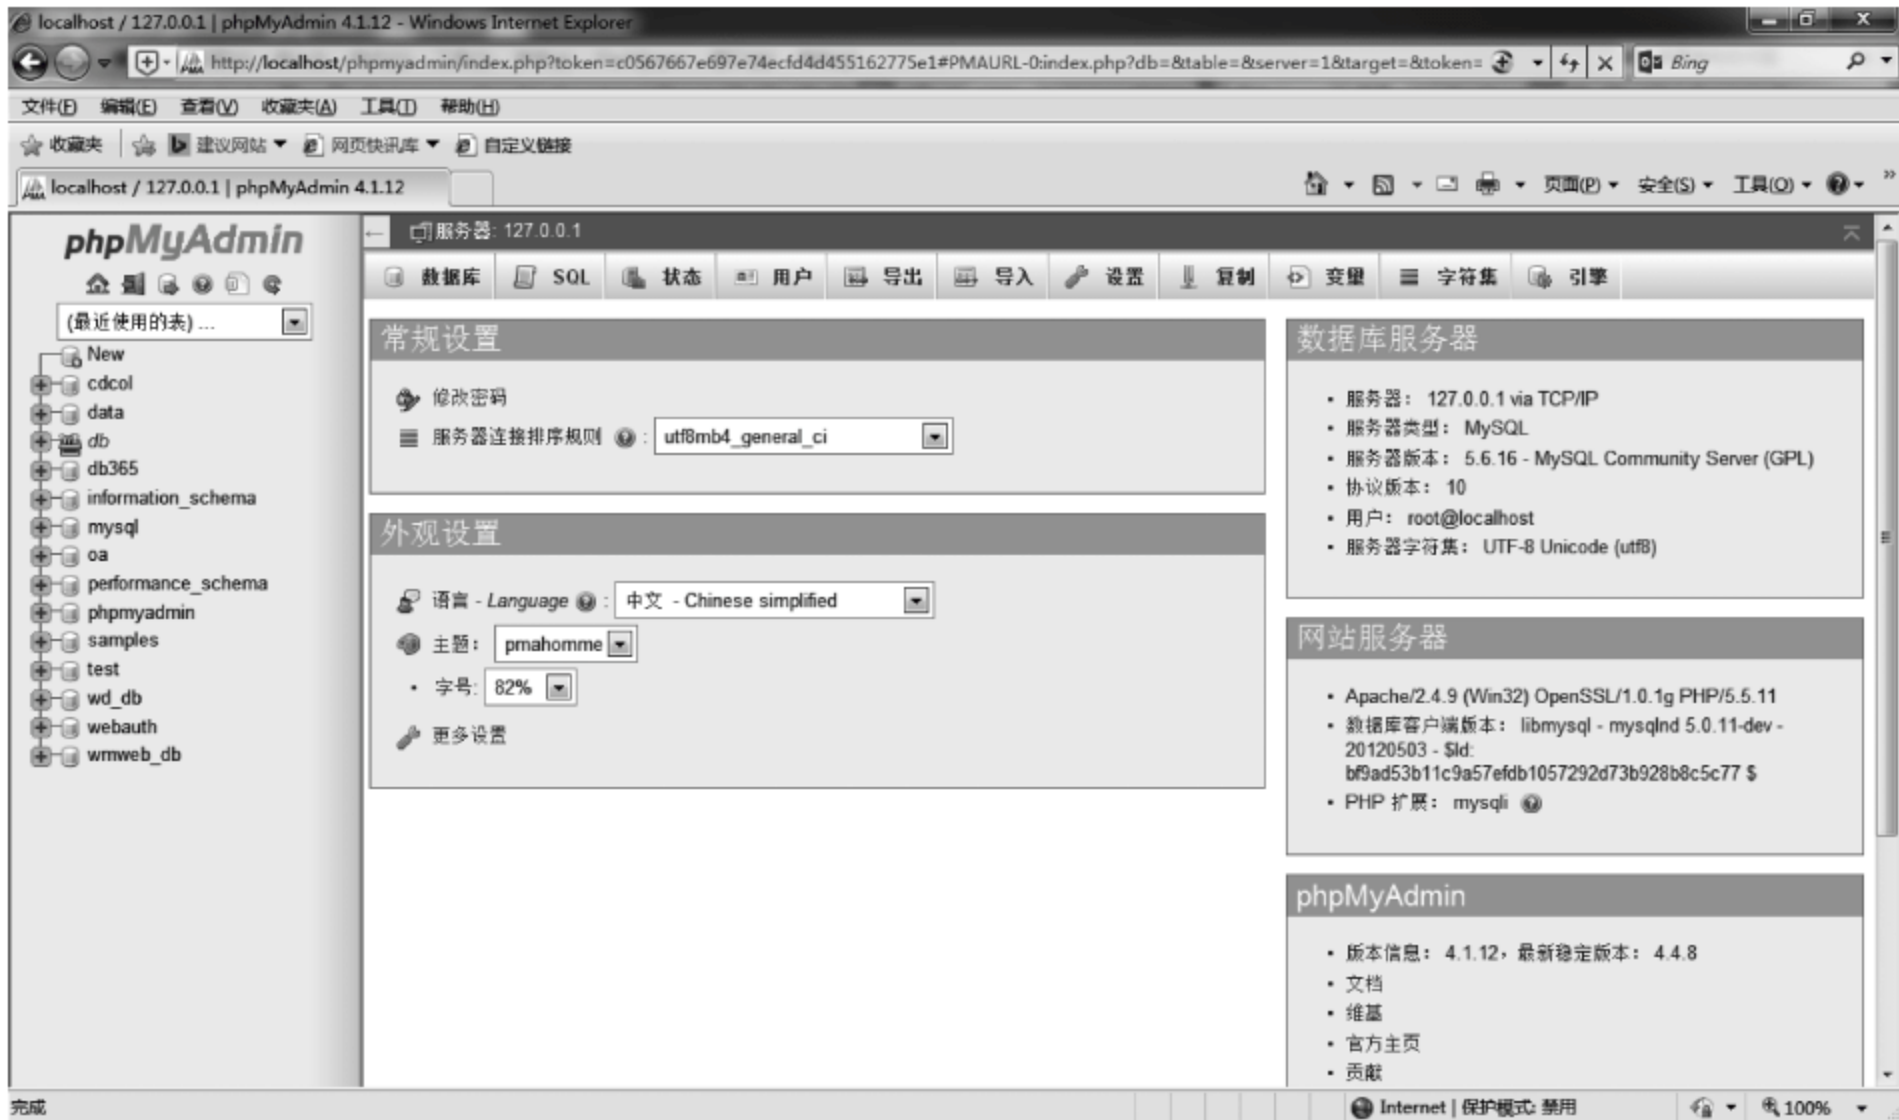 localhost / 127.0.0.1 | phpMyAdmin 4.1.12 - Windows Internet Explorer
http://localhost/phpmyadmin/index.php?token=c0567667e697e74ecfd4d455162775e1#PMAURL-0:index.php?db=&table=&server=1&target=&token=
Bing
文件(F) 编辑(E) 查看(V) 收藏夹(A) 工具(T) 帮助(H)
收藏夹 建议网站 网页快讯库 自定义链接
localhost / 127.0.0.1 | phpMyAdmin 4.1.12
页面(P) 安全(S) 工具(O)
phpMyAdmin
(最近使用的表) ...
New
cdcol
data
db
db365
information_schema
mysql
oa
performance_schema
phpmyadmin
samples
test
wd_db
webauth
wmweb_db
服务器: 127.0.0.1
数据库 SQL 状态 用户 导出 导入 设置 复制 变量 字符集 引擎
常规设置
修改密码
服务器连接排序规则 : utf8mb4_general_ci
外观设置
语言 - Language : 中文 - Chinese simplified
主题: pmahomme
字号: 82%
更多设置
数据库服务器
服务器: 127.0.0.1 via TCP/IP
服务器类型: MySQL
服务器版本: 5.6.16 - MySQL Community Server (GPL)
协议版本: 10
用户: root@localhost
服务器字符集: UTF-8 Unicode (utf8)
网站服务器
Apache/2.4.9 (Win32) OpenSSL/1.0.1g PHP/5.5.11
数据库客户端版本: libmysql - mysqlnd 5.0.11-dev -
20120503 - $Id:
bf9ad53b11c9a57efdb1057292d73b928b8c5c77 $
PHP 扩展: mysqli
phpMyAdmin
版本信息: 4.1.12, 最新稳定版本: 4.4.8
文档
维基
官方主页
贡献
完成
Internet | 保护模式: 禁用
100%